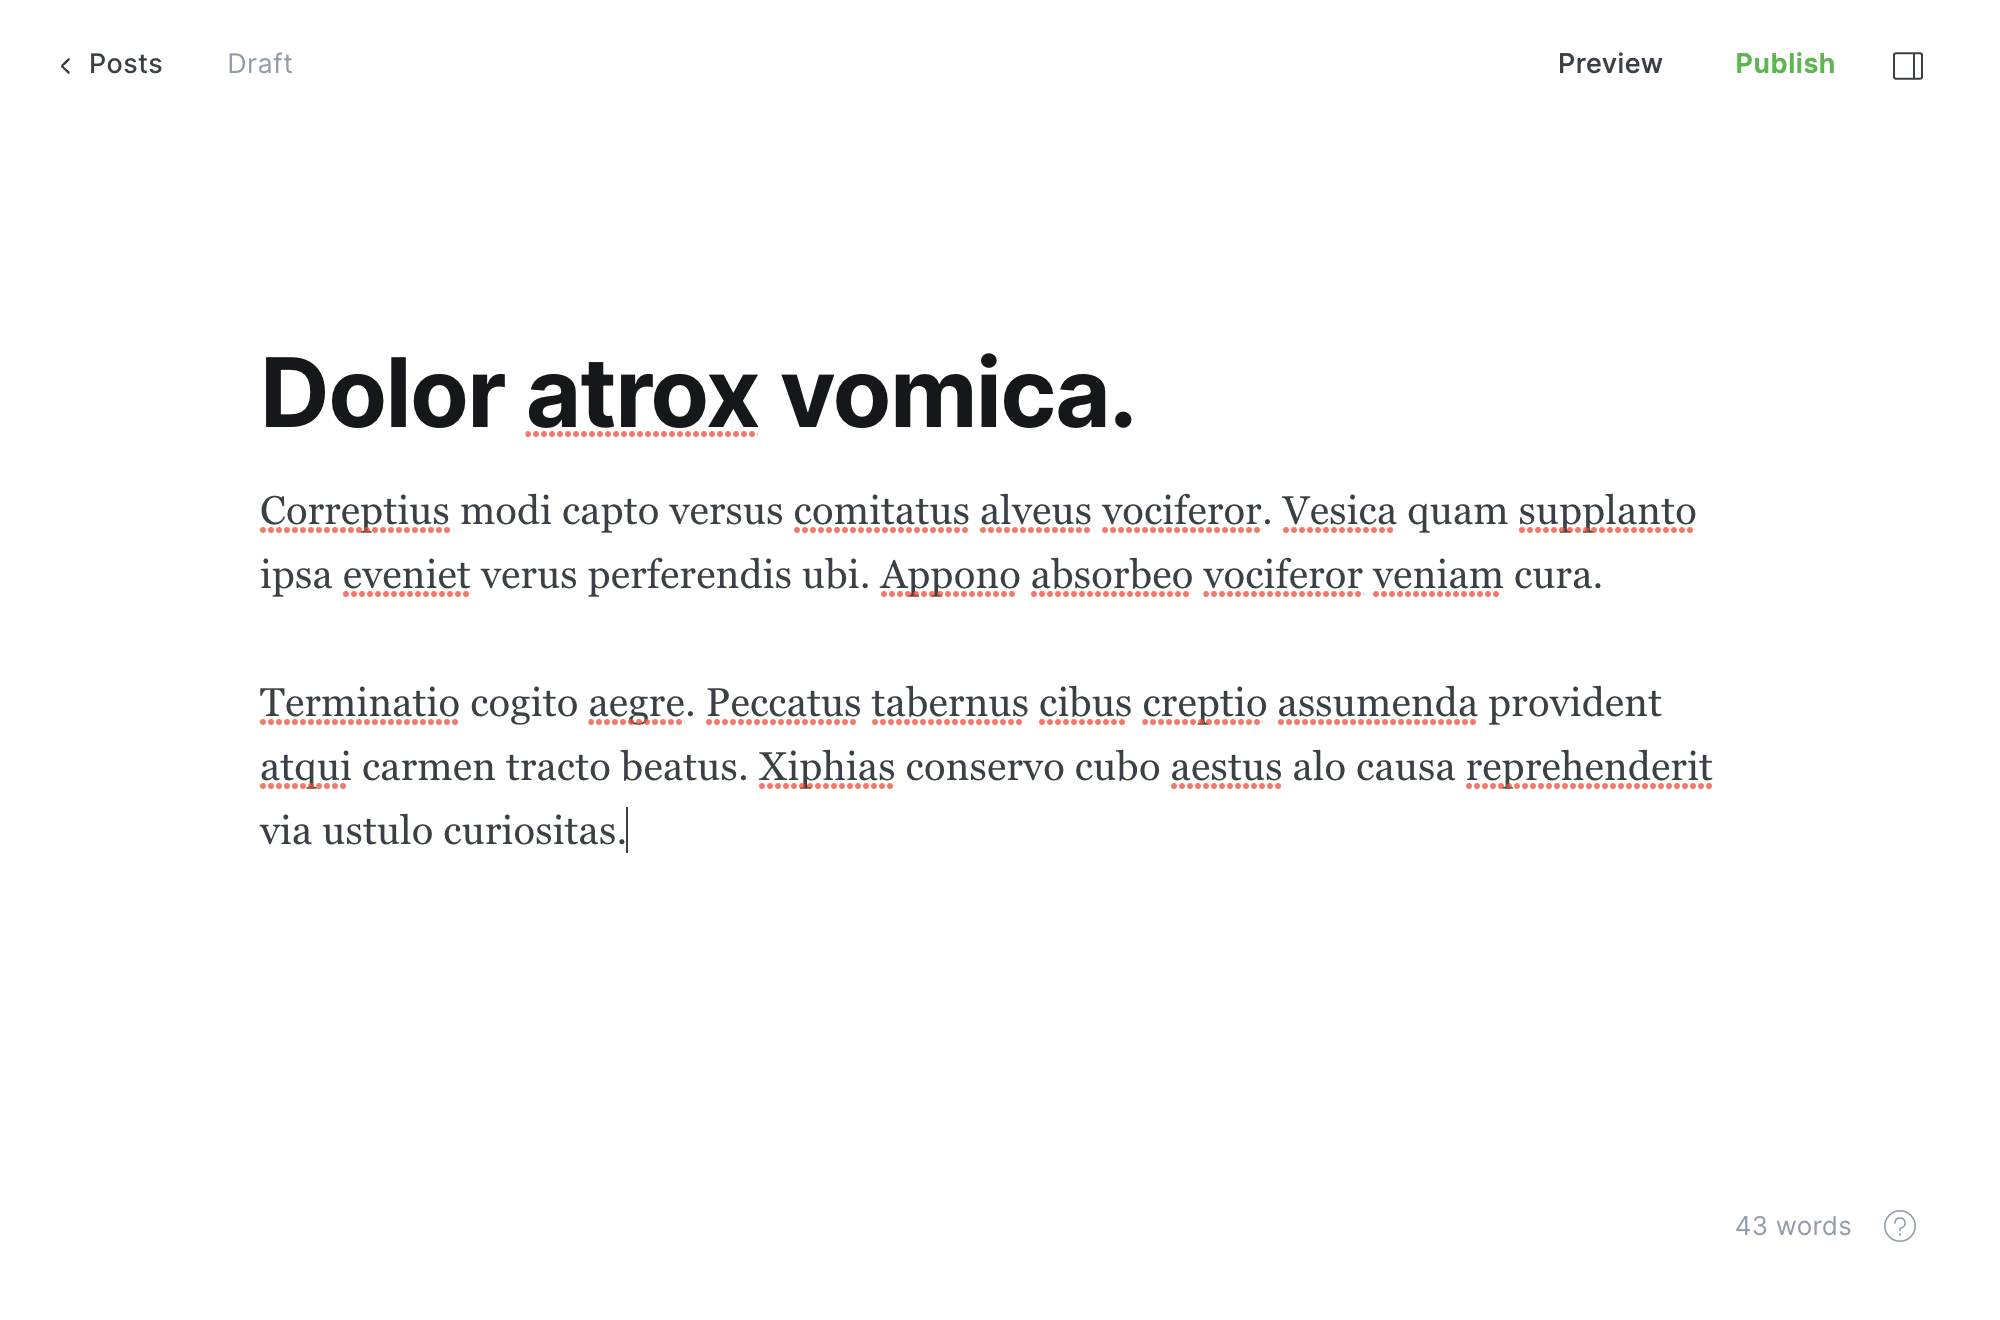 Posts
Draft
Preview
Publish
Dolor atrox vomica.
Correptius modi capto versus comitatus alveus vociferor. Vesica quam supplanto
ipsa eveniet verus perferendis ubi. Appono absorbeo vociferor veniam cura.
Terminatio cogito aegre. Peccatus tabernus cibus creptio assumenda provident
atqui carmen tracto beatus. Xiphias conservo cubo aestus alo causa reprehenderit
via ustulo curiositas.
43 words
?